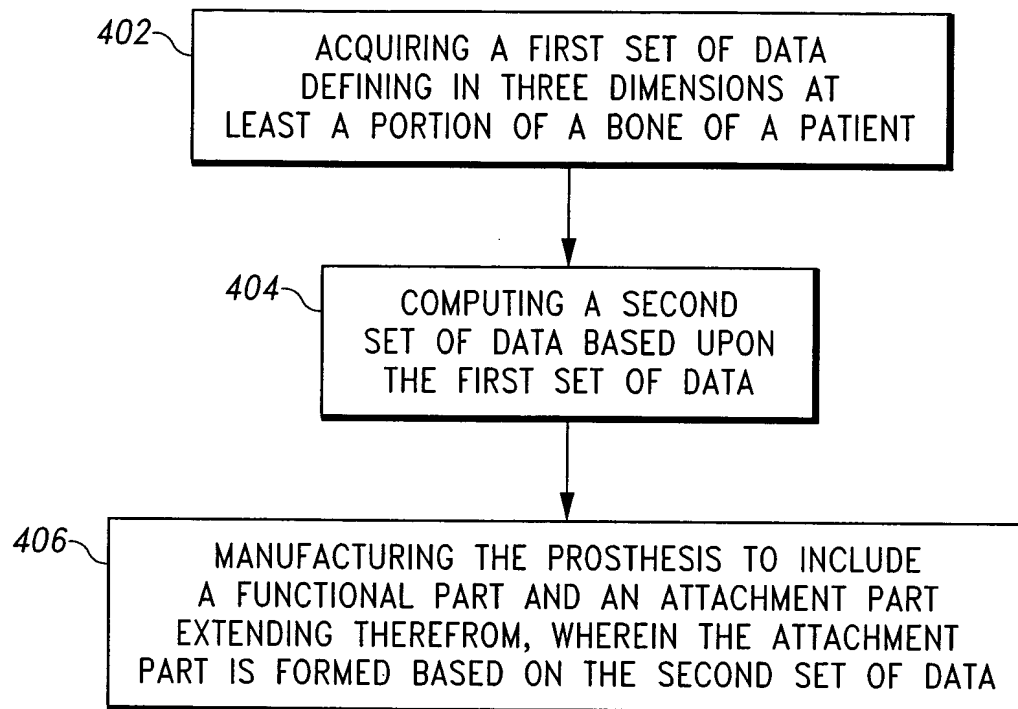 402
ACQUIRING A FIRST SET OF DATA
DEFINING IN THREE DIMENSIONS AT
LEAST A PORTION OF A BONE OF A PATIENT
404
COMPUTING A SECOND
SET OF DATA BASED UPON
THE FIRST SET OF DATA
406
MANUFACTURING THE PROSTHESIS TO INCLUDE
A FUNCTIONAL PART AND AN ATTACHMENT PART
EXTENDING THEREFROM, WHEREIN THE ATTACHMENT
PART IS FORMED BASED ON THE SECOND SET OF DATA